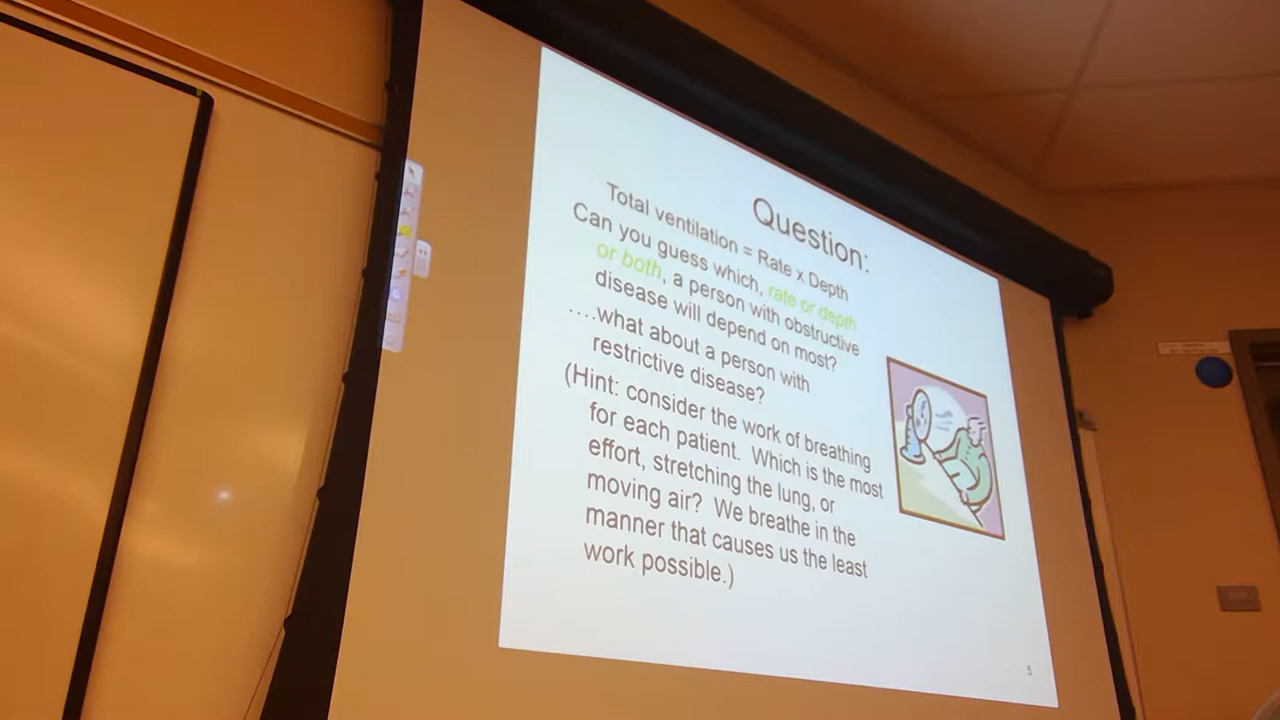 Question:
Total ventilation = Rate x Depth
Can you guess which, rate or depth
or both, a person with obstructive
disease will depend on most?
....what about a person with
restrictive disease?
(Hint: consider the work of breathing
for each patient. Which is the most
effort, stretching the lung, or
moving air? We breathe in the
manner that causes us the least
work possible.)
5